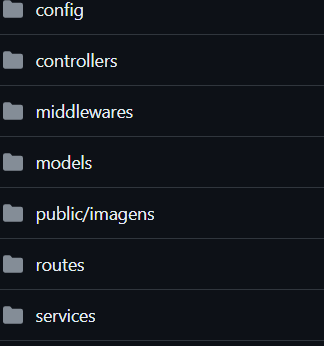 config
controllers
middlewares
models
public/imagens
routes
services